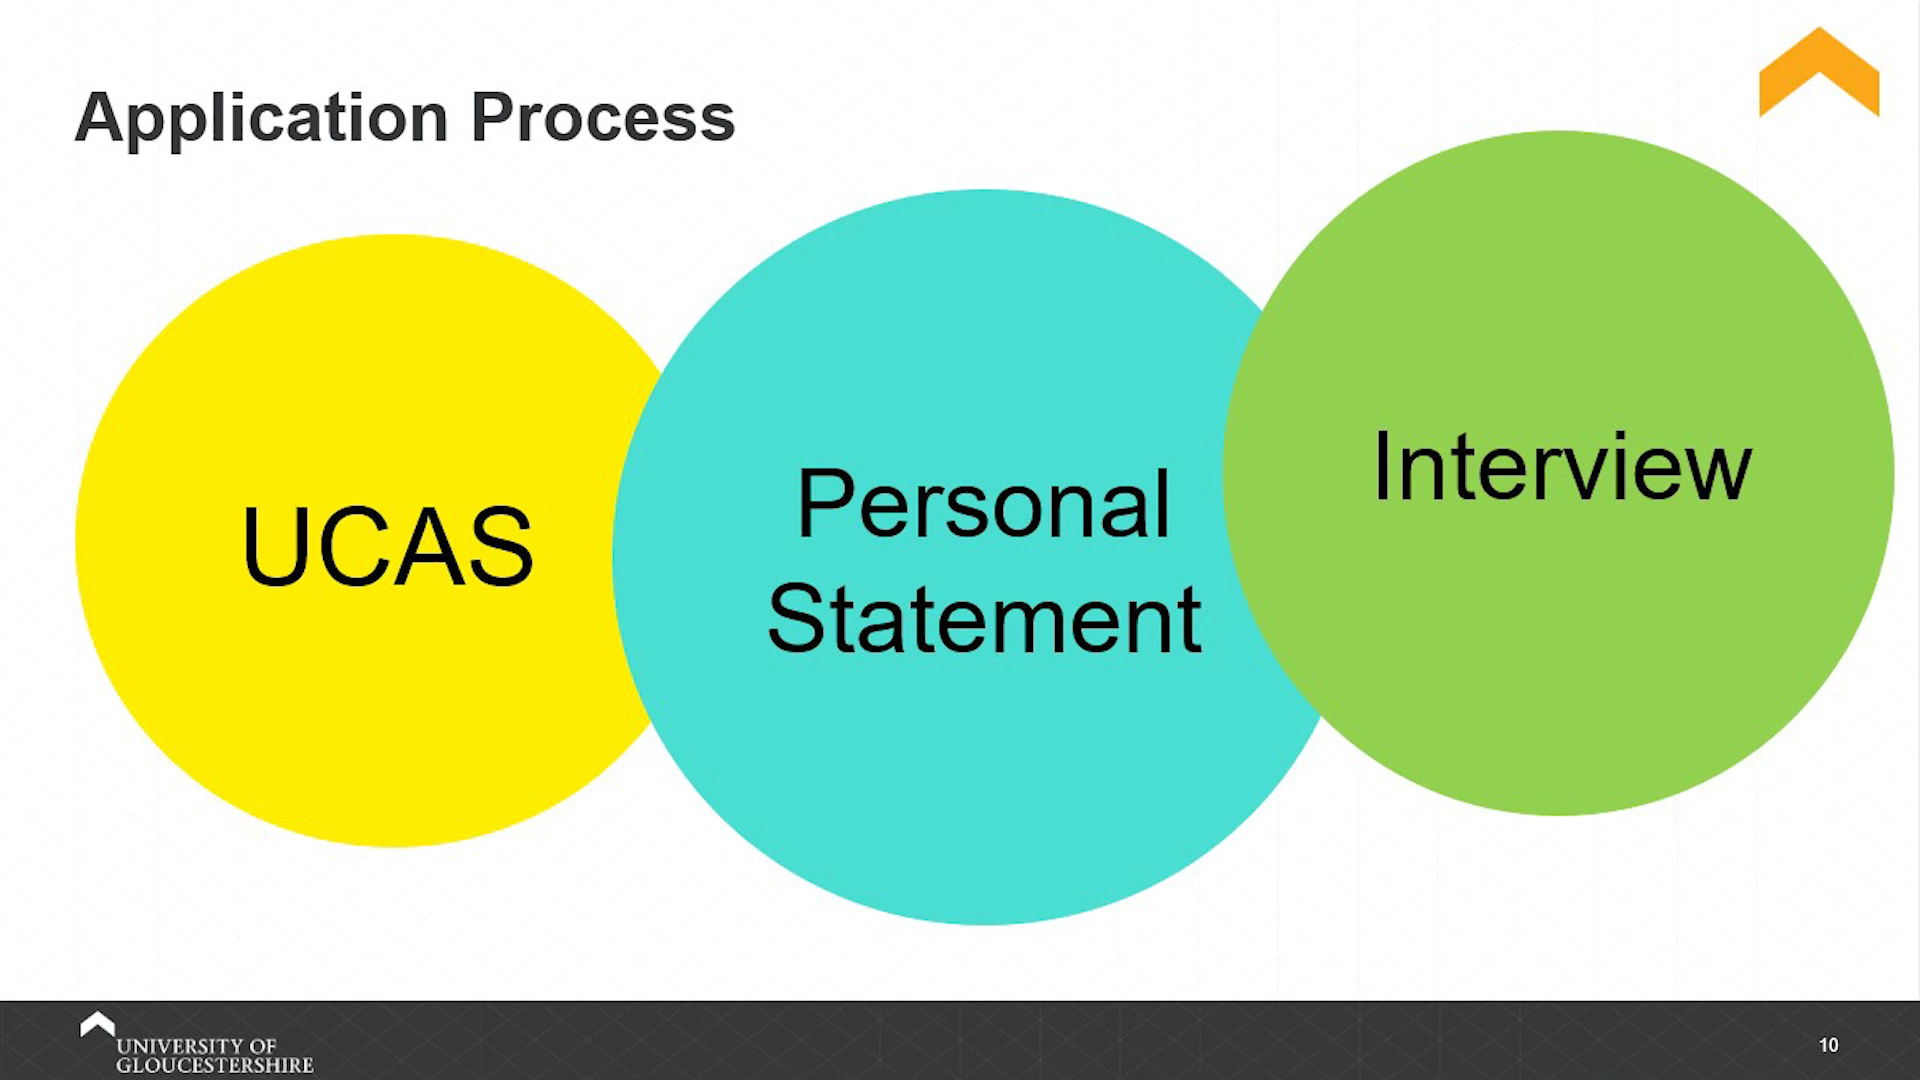 Application Process
UCAS
Personal
Statement
Interview
UNIVERSITY OF
GLOUCESTERSHIRE
10